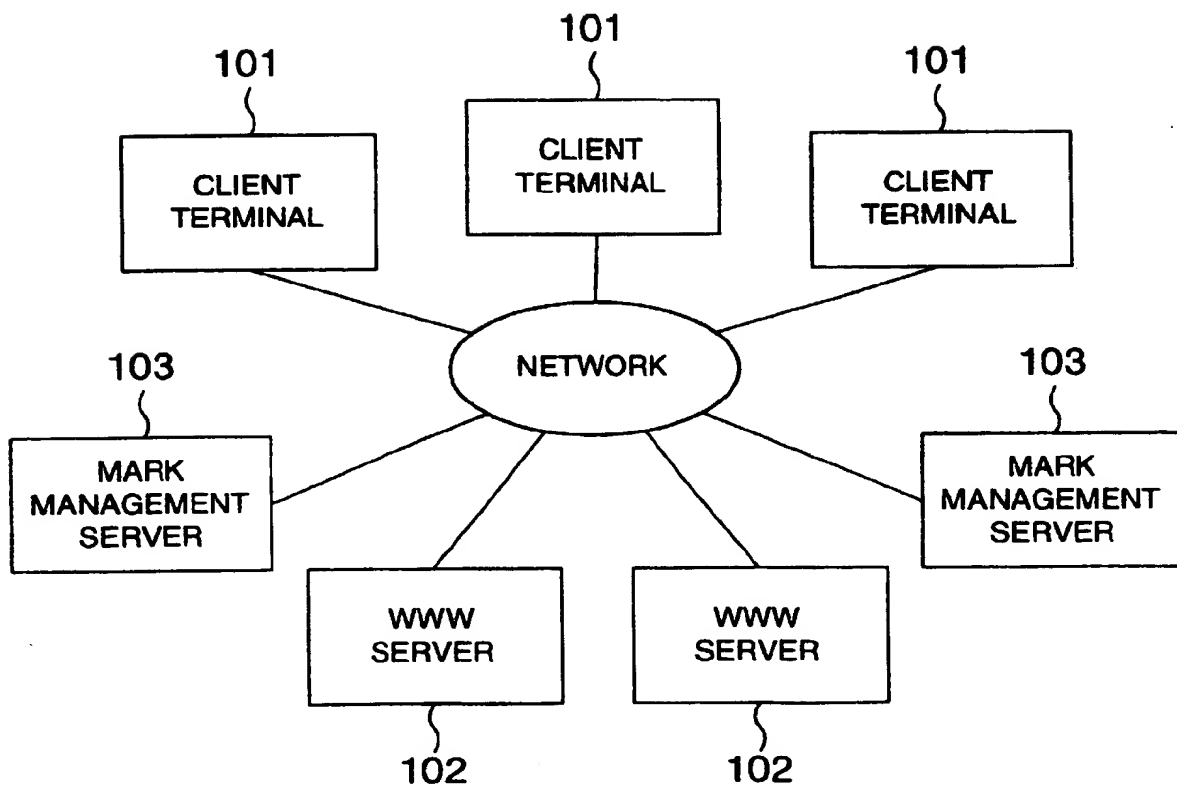 101
101
101
CLIENT
TERMINAL
CLIENT
TERMINAL
CLIENT
TERMINAL
NETWORK
103
103
MARK
MANAGEMENT
SERVER
MARK
MANAGEMENT
SERVER
WWW
SERVER
WWW
SERVER
102
102